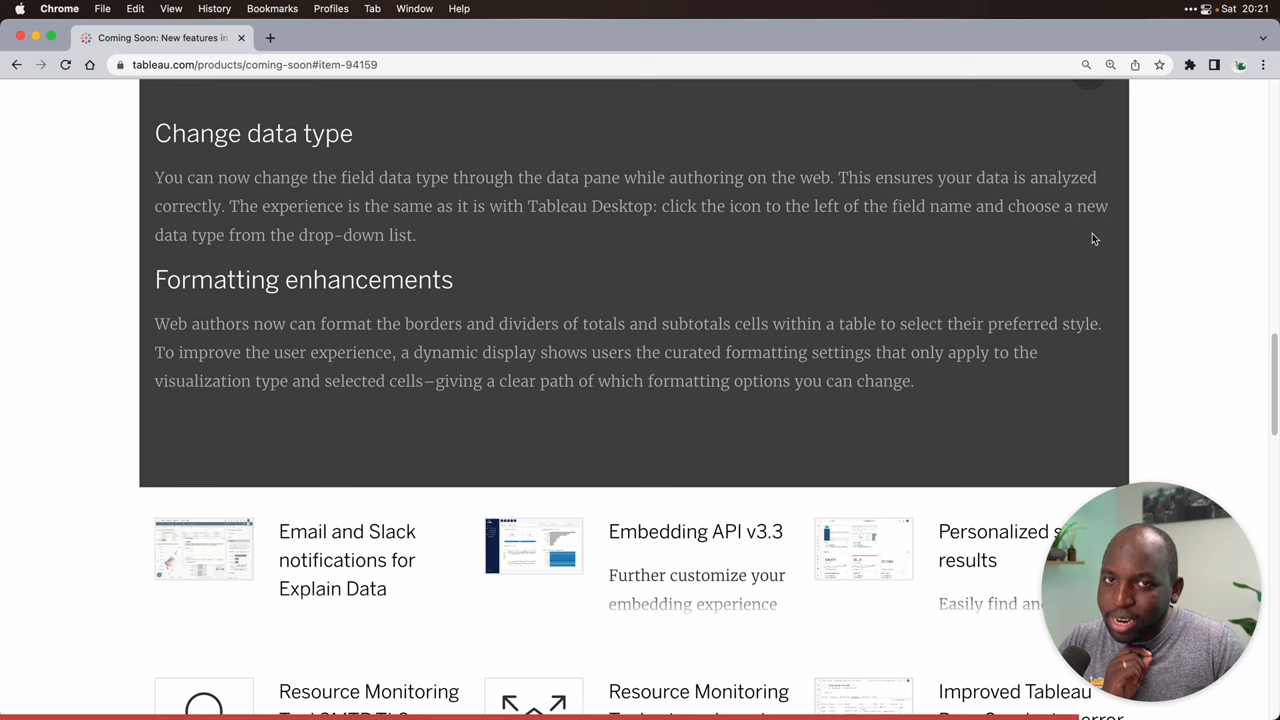 Chrome File Edit View History Bookmarks Profiles Tab Window Help Sat 20:21
Coming Soon: New features in
tableau.com/products/coming-soon#item-94159
Change data type
You can now change the field data type through the data pane while authoring on the web. This ensures your data is analyzed
correctly. The experience is the same as it is with Tableau Desktop: click the icon to the left of the field name and choose a new
data type from the drop-down list.
Formatting enhancements
Web authors now can format the borders and dividers of totals and subtotals cells within a table to select their preferred style.
To improve the user experience, a dynamic display shows users the curated formatting settings that only apply to the
visualization type and selected cells–giving a clear path of which formatting options you can change.
Email and Slack
notifications for
Explain Data
Embedding API v3.3
Further customize your
embedding experience
Personalized
results
Easily find
Resource Monitoring
Resource Monitoring
Improved Tableau
error